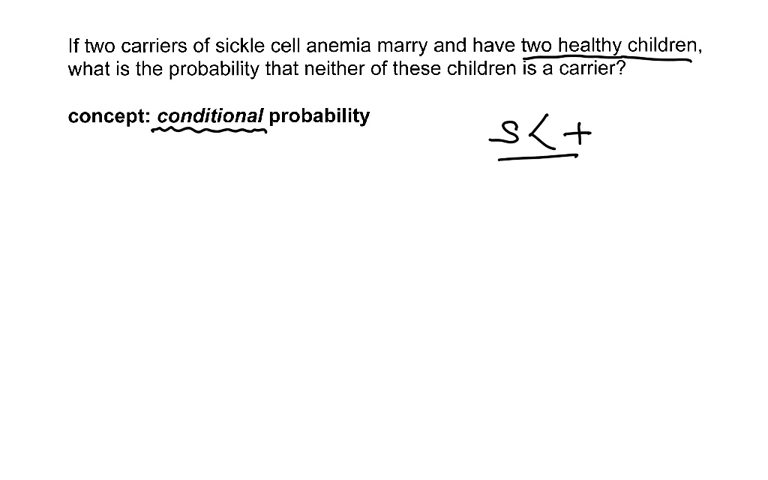 If two carriers of sickle cell anemia marry and have two healthy children,
what is the probability that neither of these children is a carrier?
concept: conditional probability
s < +